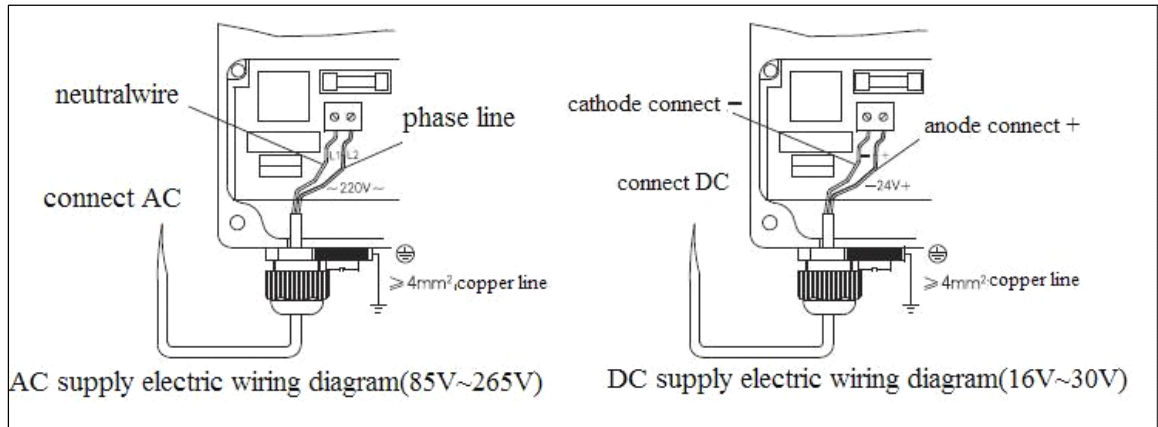 neutralwire
phase line
L1 L2
~220V~
connect AC
≥4mm²,copper line
AC supply electric wiring diagram(85V~265V)
cathode connect −
anode connect +
− +
connect DC
−24V+
≥4mm²·copper line
DC supply electric wiring diagram(16V~30V)